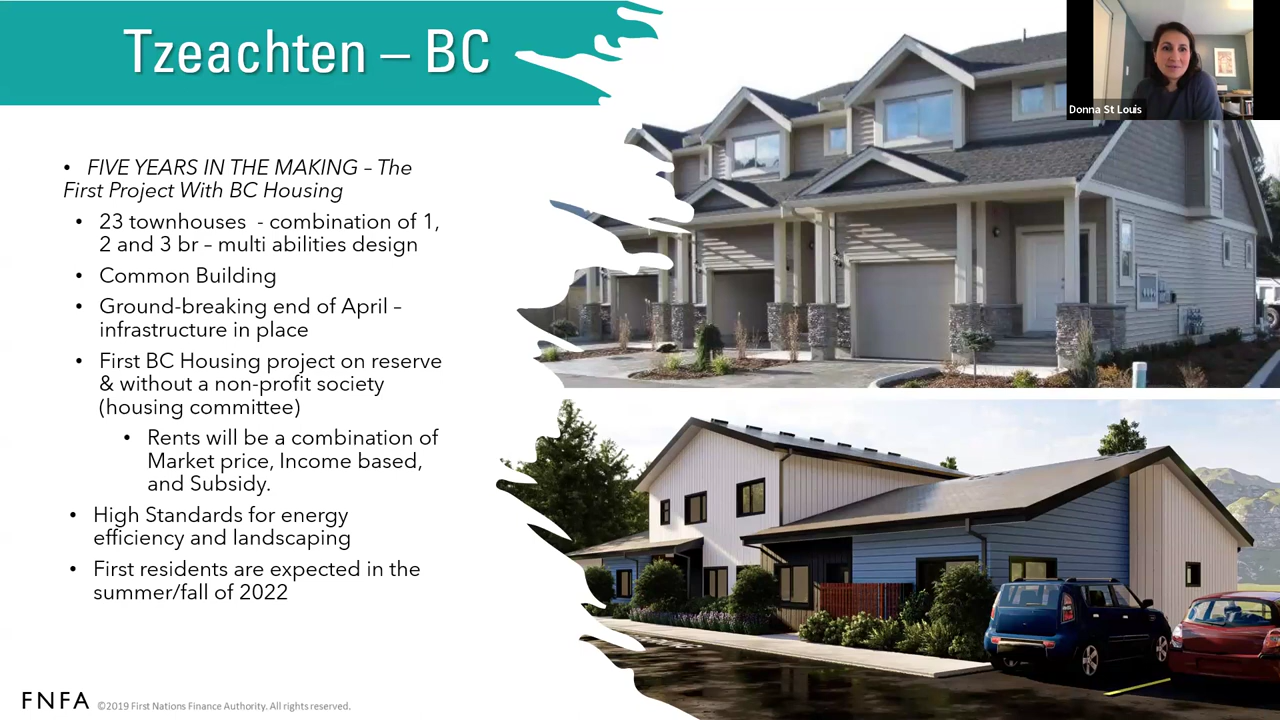 Tzeachten – BC
Donna St Louis
• FIVE YEARS IN THE MAKING – The
First Project With BC Housing
• 23 townhouses - combination of 1,
2 and 3 br – multi abilities design
• Common Building
• Ground-breaking end of April –
infrastructure in place
• First BC Housing project on reserve
& without a non-profit society
(housing committee)
• Rents will be a combination of
Market price, Income based,
and Subsidy.
• High Standards for energy
efficiency and landscaping
• First residents are expected in the
summer/fall of 2022
FNFA ©2019 First Nations Finance Authority. All rights reserved.